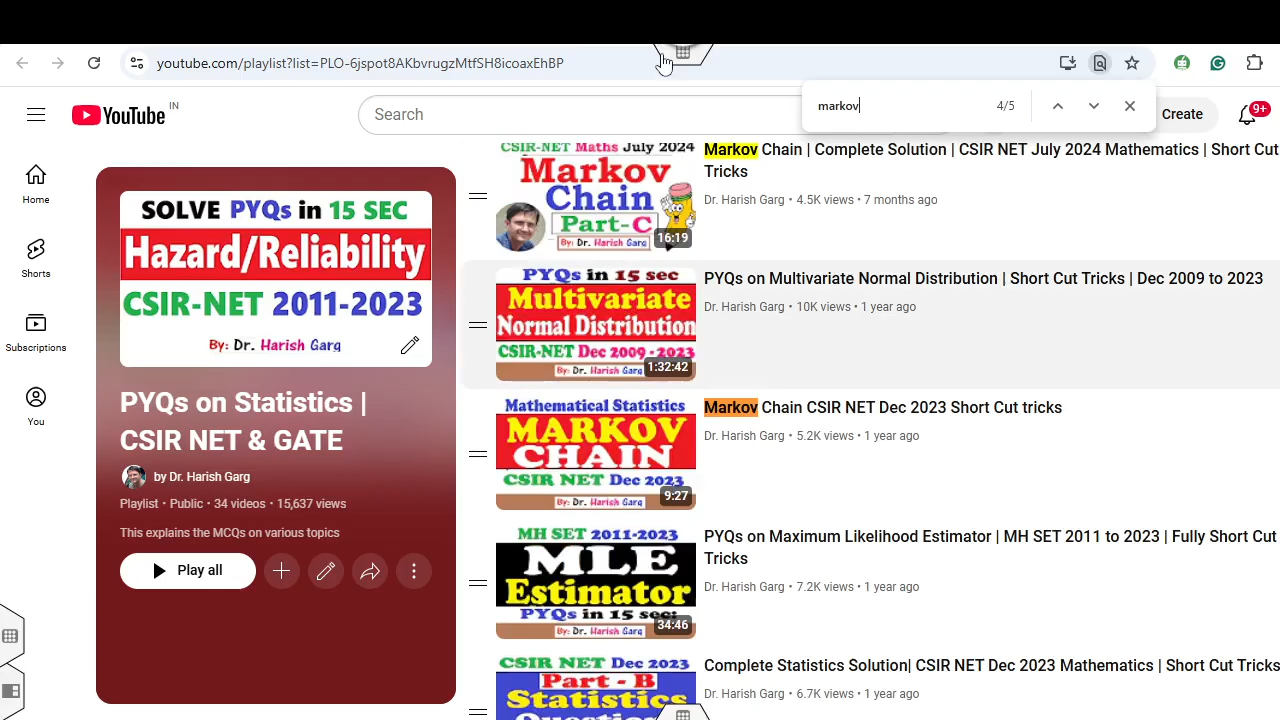 youtube.com/playlist?list=PLO-6jspot8AKbvrugzMtfSH8icoaxEhBP
markov
4/5
YouTube IN
Search
Create
9+
Home
Shorts
Subscriptions
You
SOLVE PYQs in 15 SEC
Hazard/Reliability
CSIR-NET 2011-2023
By: Dr. Harish Garg
PYQs on Statistics |
CSIR NET & GATE
by Dr. Harish Garg
Playlist • Public • 34 videos • 15,637 views
This explains the MCQs on various topics
Play all
CSIR-NET Maths July 2024
Markov
Chain
Part-C
By: Dr. Harish Garg
16:19
Markov Chain | Complete Solution | CSIR NET July 2024 Mathematics | Short Cut
Tricks
Dr. Harish Garg • 4.5K views • 7 months ago
PYQs in 15 sec
Multivariate
Normal Distribution
CSIR-NET Dec 2009-2023
By: Dr. Harish Garg
1:32:42
PYQs on Multivariate Normal Distribution | Short Cut Tricks | Dec 2009 to 2023
Dr. Harish Garg • 10K views • 1 year ago
Mathematical Statistics
MARKOV
CHAIN
CSIR NET Dec 2023
By: Dr. Harish Garg
9:27
Markov Chain CSIR NET Dec 2023 Short Cut tricks
Dr. Harish Garg • 5.2K views • 1 year ago
MH SET 2011-2023
MLE
Estimator
PYQs in 15 sec
By: Dr. Harish Garg
34:46
PYQs on Maximum Likelihood Estimator | MH SET 2011 to 2023 | Fully Short Cut
Tricks
Dr. Harish Garg • 7.2K views • 1 year ago
CSIR NET Dec 2023
Part - B
Statistics
Complete Statistics Solution| CSIR NET Dec 2023 Mathematics | Short Cut Tricks
Dr. Harish Garg • 6.7K views • 1 year ago